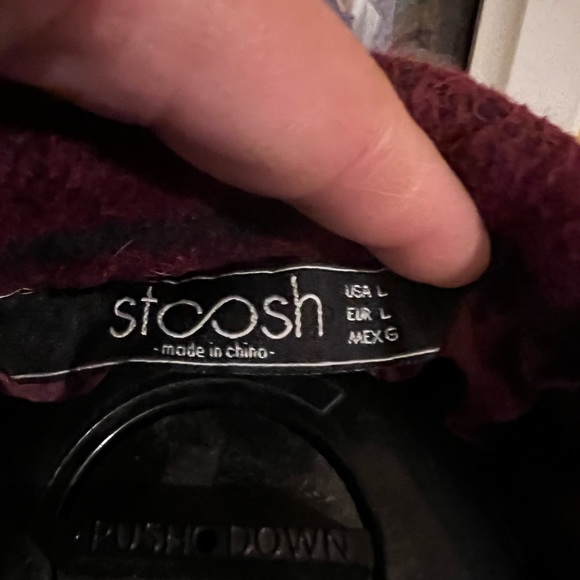 stoosh
-made in china-
USA L
EUR L
MEX G
PUSH DOWN